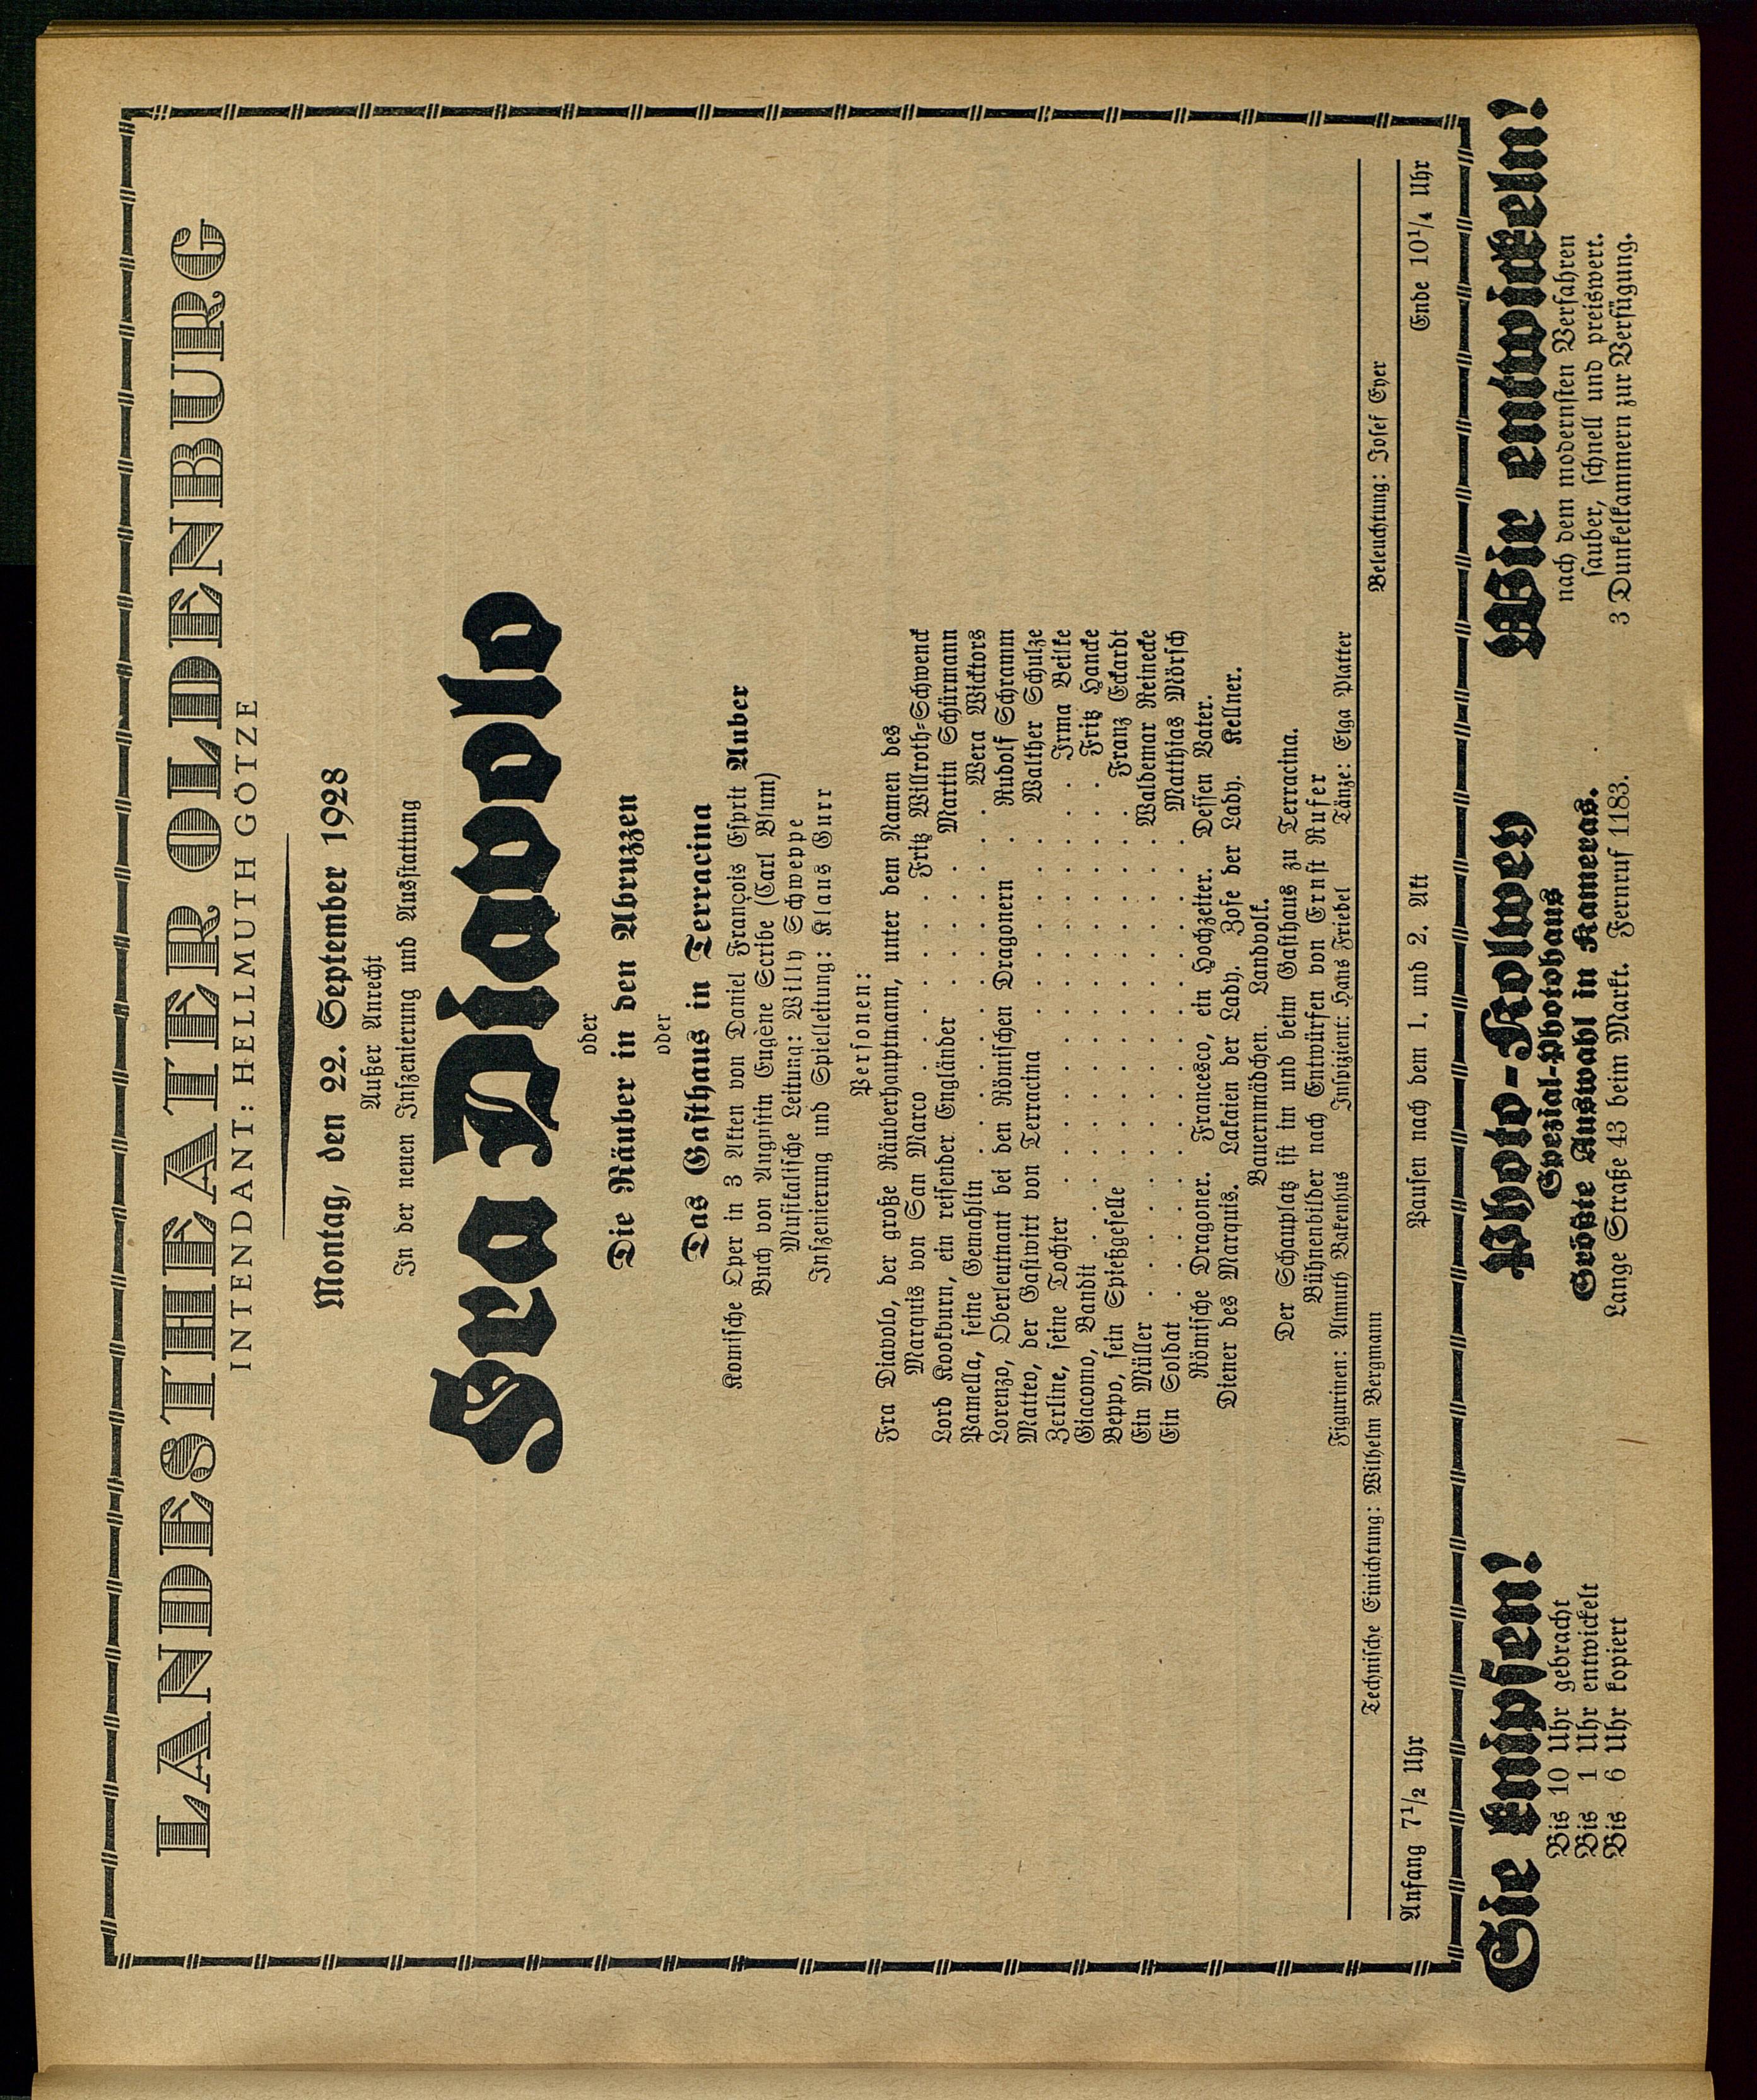 LANDESTHEATER OLDENBURG
INTENDANT: HELLMUTH GÖTZE
Montag, den 22. September 1928
Außer Anrecht
In der neuen Inszenierung und Ausstattung
Fra Diavolo
oder
Die Räuber in den Abruzzen
oder
Das Gasthaus in Terracina
Komische Oper in 3 Akten von Daniel François Esprit Auber
Buch von Augustin Eugène Scribe (Carl Blum)
Musikalische Leitung: Willy Schweppe
Inszenierung und Spielleitung: Klaus Gurr
Personen:
Fra Diavolo, der große Räuberhauptmann, unter dem Namen des
Marquis von San Marco . . . . . . Fritz Willroth-Schwenck
Lord Kookburn, ein reisender Engländer . . . . . . Martin Schürmann
Pamella, seine Gemahlin . . . . . . Wera Wicktors
Lorenzo, Oberleutnant bei den Römischen Dragonern . . Rudolf Schramm
Matteo, der Gastwirt von Terracina . . . . . . Walther Schulze
Zerline, seine Tochter . . . . . . Irma Beilke
Giacomo, Bandit . . . . . . Fritz Hancke
Beppo, sein Spießgeselle . . . . . . Franz Eckardt
Ein Müller . . . . . . Waldemar Reinecke
Ein Soldat . . . . . . Matthias Mörsch
Römische Dragoner. Francesco, ein Hochzeiter. Dessen Vater.
Diener des Marquis. Lakaien der Lady. Zofe der Lady. Kellner.
Bauernmädchen. Landvolk.
Der Schauplatz ist im und beim Gasthaus zu Terracina.
Bühnenbilder nach Entwürfen von Ernst Rufer
Figurinen: Almuth Bakenhus Inspizient: Hans Friebel Tänze: Elga Platter
Technische Einichtung: Wilhelm Bergmann Beleuchtung: Josef Eyer
Anfang 7 1/2 Uhr Pausen nach dem 1. und 2. Akt Ende 10 1/4 Uhr
Sie knipsen!
Bis 10 Uhr gebracht
Bis 1 Uhr entwickelt
Bis 6 Uhr kopiert
Photo-Kolwey
Spezial-Photohaus
Größte Auswahl in Kameras.
Lange Straße 43 beim Markt. Fernruf 1183.
Wir entwickeln!
nach dem modernsten Verfahren
sauber, schnell und preiswert.
3 Dunkelkammern zur Verfügung.